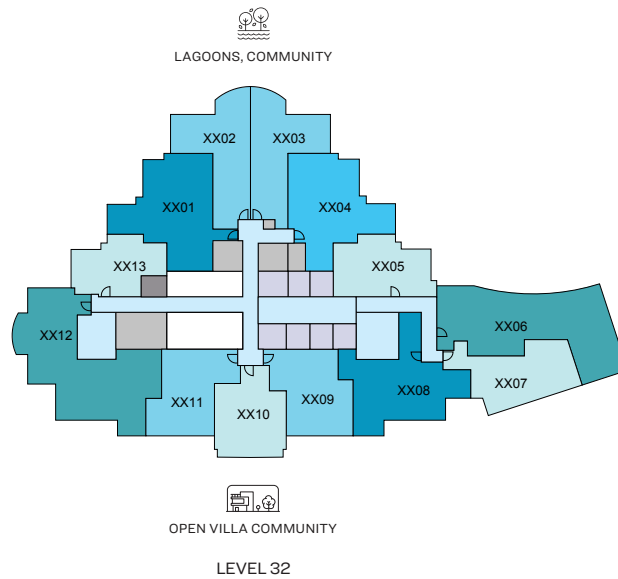 LAGOONS, COMMUNITY
XX02
XX03
XX01
XX04
XX13
XX05
XX12
XX06
XX07
XX11
XX10
XX09
XX08
OPEN VILLA COMMUNITY
LEVEL 32